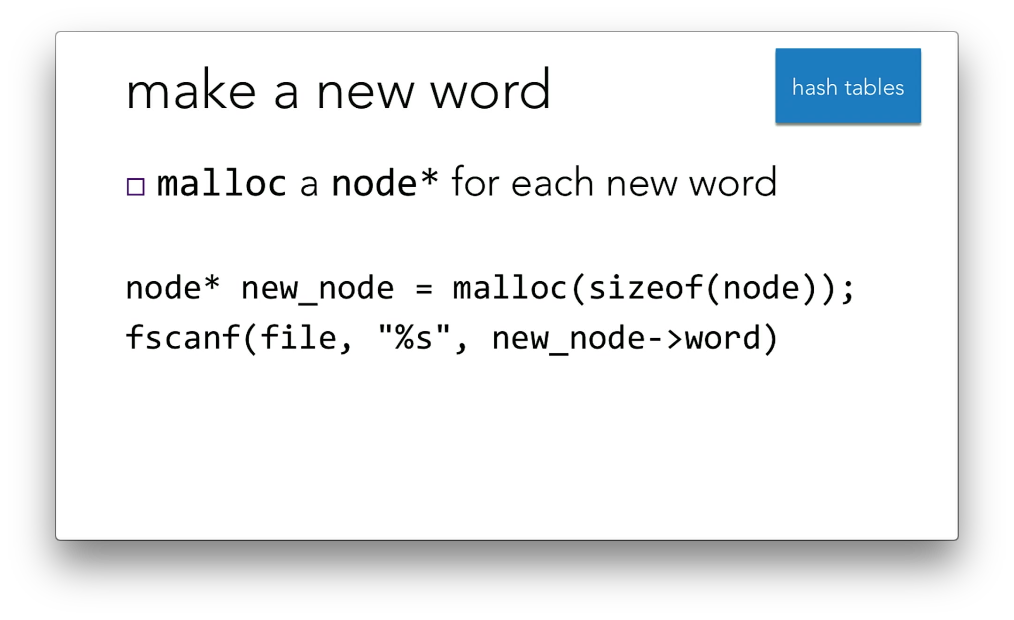 make a new word
hash tables
malloc a node* for each new word
node* new_node = malloc(sizeof(node));
fscanf(file, "%s", new_node->word)